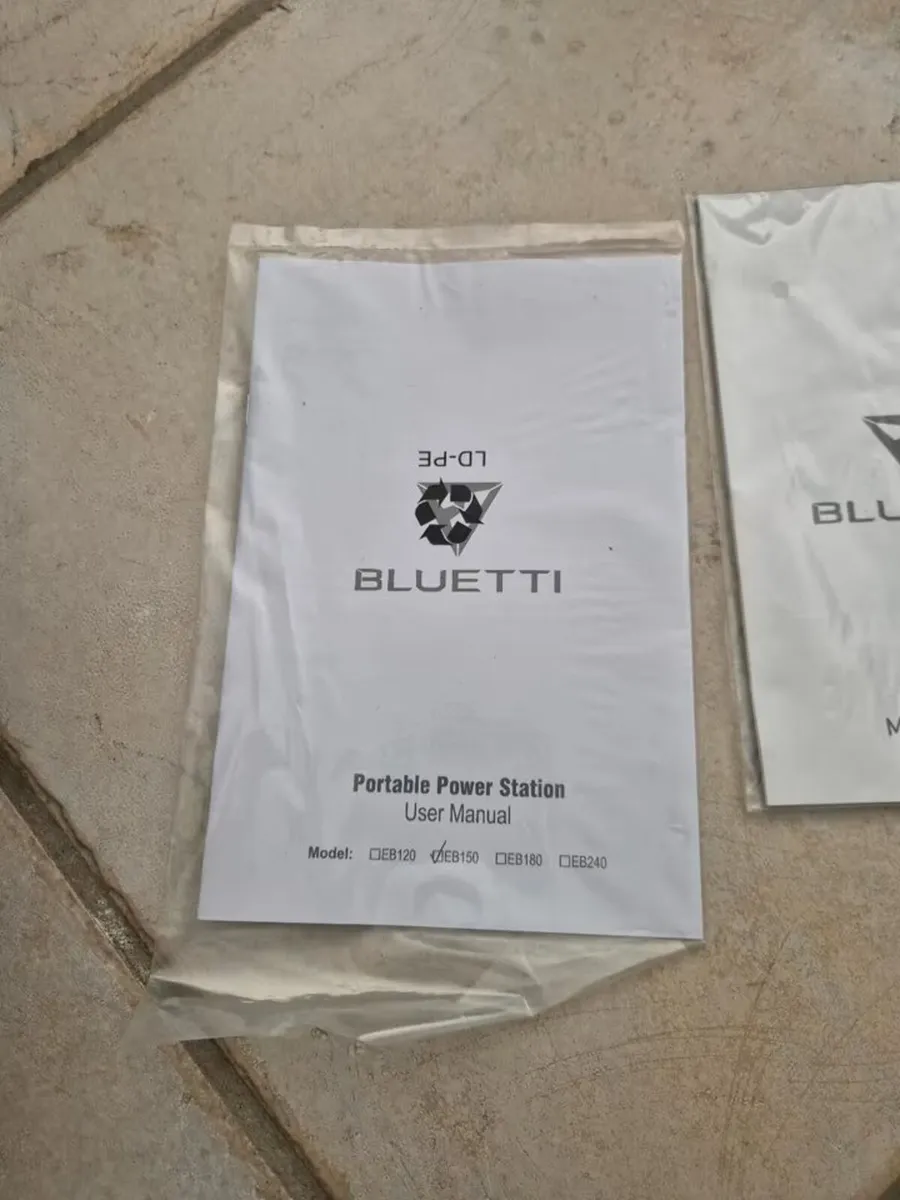 LD-PE
BLUETTI
Portable Power Station
User Manual
Model: ☐EB120 ☑EB150 ☐EB180 ☐EB240
BLU
M